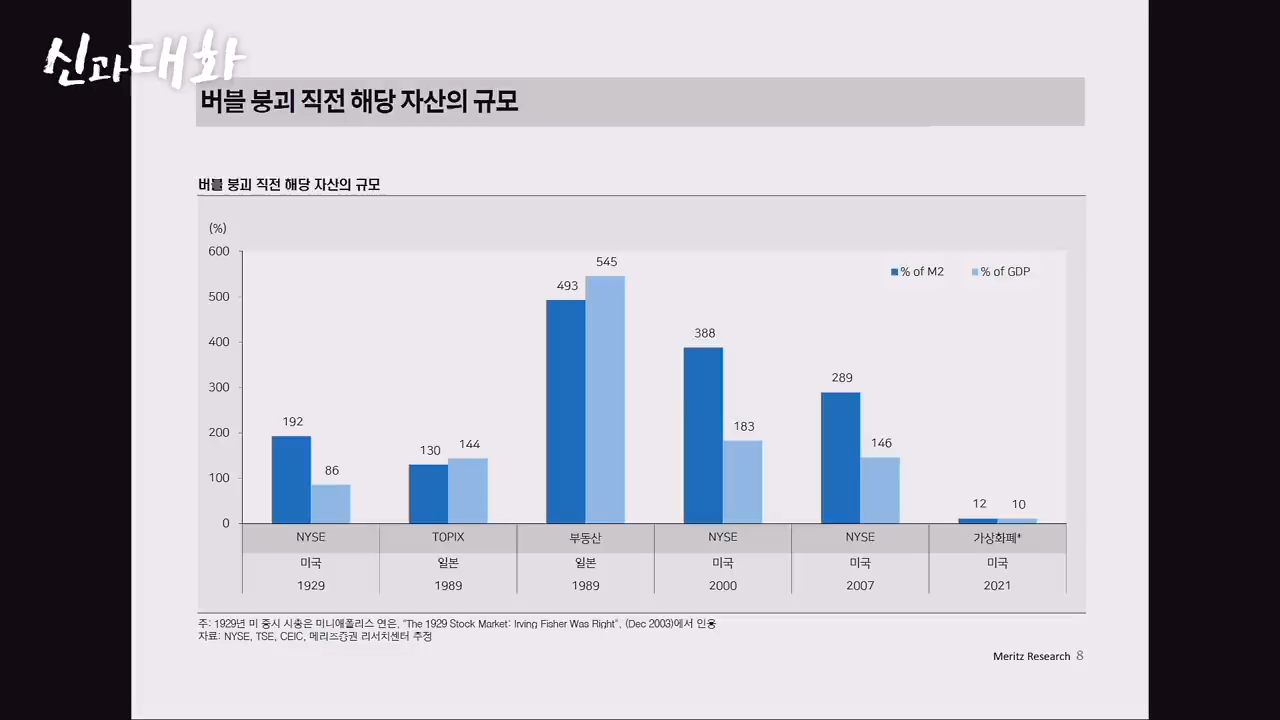 신과대화
버블 붕괴 직전 해당 자산의 규모
버블 붕괴 직전 해당 자산의 규모
(%)
600
500
400
300
200
100
0
% of M2 % of GDP
192 86 130 144 493 545 388 183 289 146 12 10
NYSE TOPIX 부동산 NYSE NYSE 가상화폐*
미국 일본 일본 미국 미국 미국
1929 1989 1989 2000 2007 2021
주: 1929년 미 증시 시총은 미니애폴리스 연은, "The 1929 Stock Market: Irving Fisher Was Right", (Dec 2003)에서 인용
자료: NYSE, TSE, CEIC, 메리츠증권 리서치센터 추정
Meritz Research 8